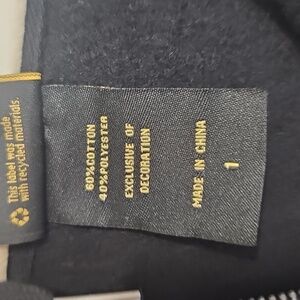 This label was made
with recycled materials.
60%COTTON
40%POLYESTER
EXCLUSIVE OF
DECORATION
MADE IN CHINA
1